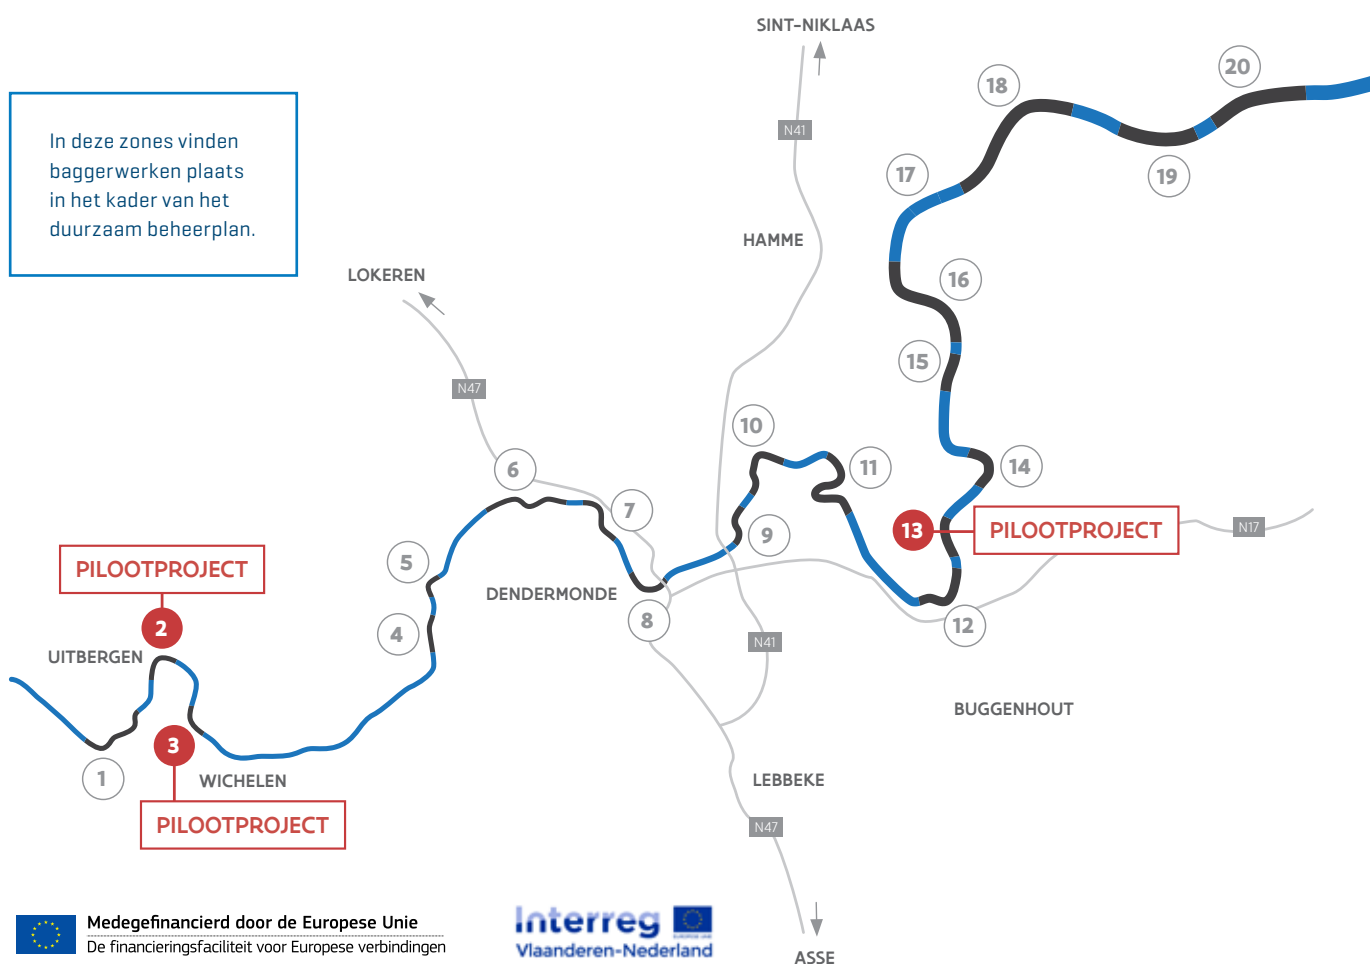 SINT-NIKLAAS
20
18
In deze zones vinden
baggerwerken plaats
in het kader van het
duurzaam beheerplan.
N41
17
19
HAMME
LOKEREN
16
15
N47
10
6
11
14
7
13
PILOOTPROJECT
N17
9
5
PILOOTPROJECT
DENDERMONDE
8
12
2
4
N41
UITBERGEN
BUGGENHOUT
3
1
WICHELEN
LEBBEKE
PILOOTPROJECT
N47
Medegefinancierd door de Europese Unie
De financieringsfaciliteit voor Europese verbindingen
Interreg
EUROPESE UNIE
Vlaanderen-Nederland
ASSE